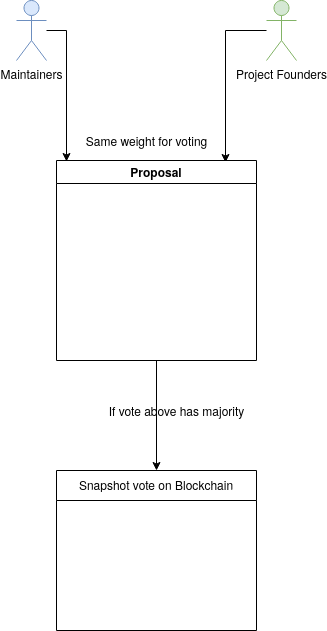 Maintainers
Project Founders
Same weight for voting
Proposal
If vote above has majority
Snapshot vote on Blockchain